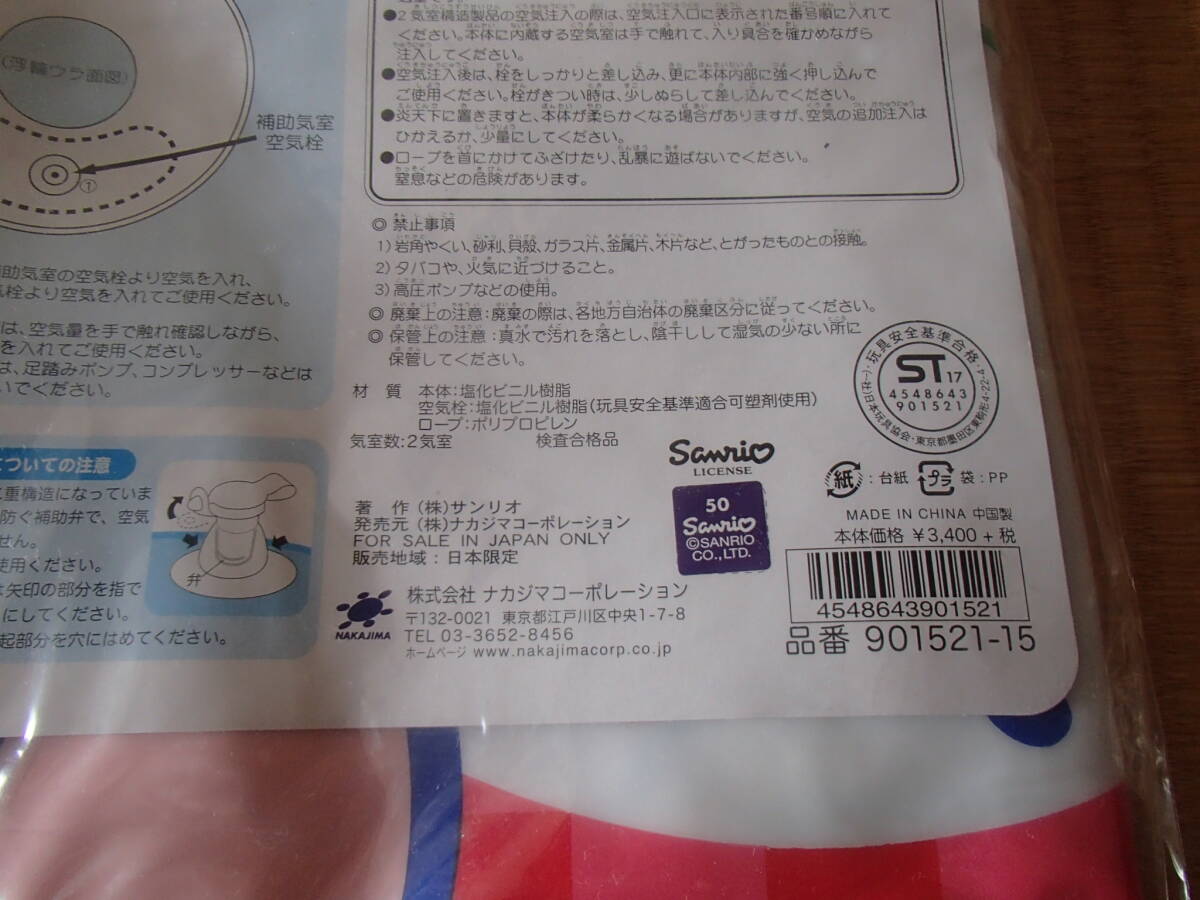 (浮輪ウラ面図)
補助気室
空気栓
①
補助気室の空気栓より空気を入れ、
栓より空気を入れてご使用ください。
は、空気量を手で触れ確認しながら、
を入れてご使用ください。
は、足踏みポンプ、コンプレッサーなどは
いでください。
についての注意
二重構造になっていま
防ぐ補助弁で、空気
せん。
使用ください。
は矢印の部分を指で
にしてください。
起部分を穴にはめてください。
弁
●2気室構造製品の空気注入の際は、空気注入口に表示された番号順に入れて
ください。本体に内蔵する空気室は手で触れて、入り具合を確かめながら
注入してください。
●空気注入後は、栓をしっかりと差し込み、更に本体内部に強く押し込んで
ご使用ください。栓がきつい時は、少しぬらして差し込んでください。
●炎天下に置きますと、本体が柔らかくなる場合がありますが、空気の追加注入は
ひかえるか、少量にしてください。
●ロープを首にかけてふざけたり、乱暴に遊ばないでください。
窒息などの危険があります。
◎ 禁止事項
1) 岩角やくい、砂利、貝殻、ガラス片、金属片、木片など、とがったものとの接触。
2) タバコや、火気に近づけること。
3) 高圧ポンプなどの使用。
◎ 廃棄上の注意:廃棄の際は、各地方自治体の廃棄区分に従ってください。
◎ 保管上の注意:真水で汚れを落とし、陰干しして湿気の少ない所に
保管してください。
材 質 本体:塩化ビニル樹脂
空気栓:塩化ビニル樹脂(玩具安全基準適合可塑剤使用)
ロープ:ポリプロピレン
気室数:2気室 検査合格品
玩具安全基準合格
ST 17
4548643
901521
(一社)日本玩具協会・東京都墨田区東駒形4-22-4
Sanrio
LICENSE
50
Sanrio
©SANRIO
CO., LTD.
紙:台紙 プラ 袋:PP
著 作 (株)サンリオ
発売元 (株)ナカジマコーポレーション
FOR SALE IN JAPAN ONLY
販売地域:日本限定
MADE IN CHINA 中国製
本体価格 ¥3,400+税
4548643901521
品番 901521-15
NAKAJIMA
株式会社 ナカジマコーポレーション
〒132-0021 東京都江戸川区中央1-7-8
TEL 03-3652-8456
ホームページ www.nakajimacorp.co.jp